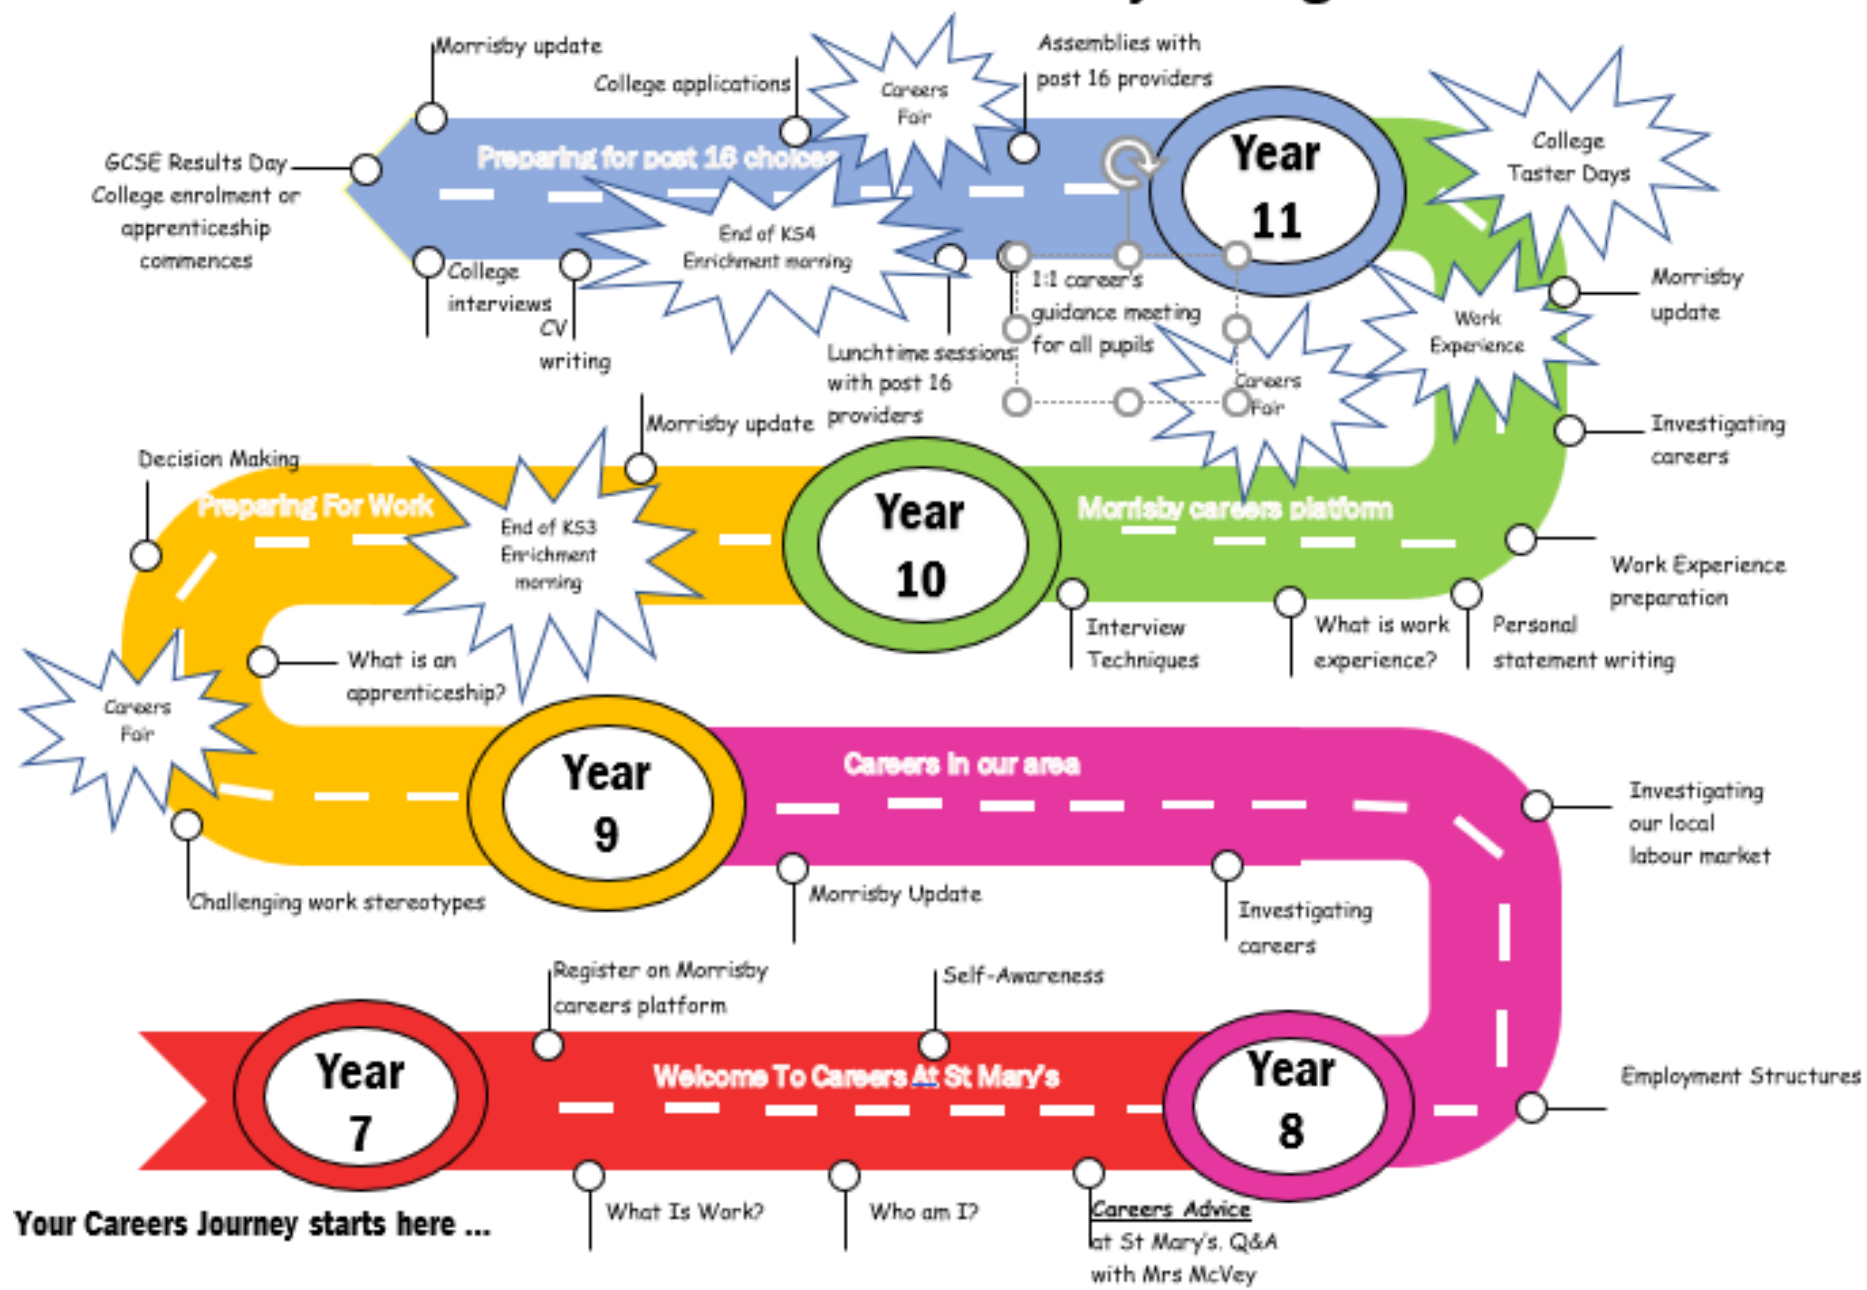 Morrisby update
College applications
Careers
Fair
Assemblies with
post 16 providers
Year
11
College
Taster Days
GCSE Results Day
College enrolment or
apprenticeship
commences
Preparing for post 16 choices
End of KS4
Enrichment morning
College
interviews
CV
writing
Lunchtime sessions
with post 16
providers
1:1 career's
guidance meeting
for all pupils
Careers
Fair
Work
Experience
Morrisby
update
Investigating
careers
Decision Making
Preparing For Work
End of KS3
Enrichment
morning
Morrisby update
Year
10
Morrisby careers platform
Interview
Techniques
What is work
experience?
Personal
statement writing
Work Experience
preparation
Careers
Fair
What is an
apprenticeship?
Challenging work stereotypes
Year
9
Careers in our area
Morrisby Update
Investigating
careers
Investigating
our local
labour market
Employment Structures
Register on Morrisby
careers platform
Self-Awareness
Year
7
Welcome To Careers At St Mary's
Year
8
Your Careers Journey starts here ...
What Is Work?
Who am I?
Careers Advice
at St Mary's. Q&A
with Mrs McVey